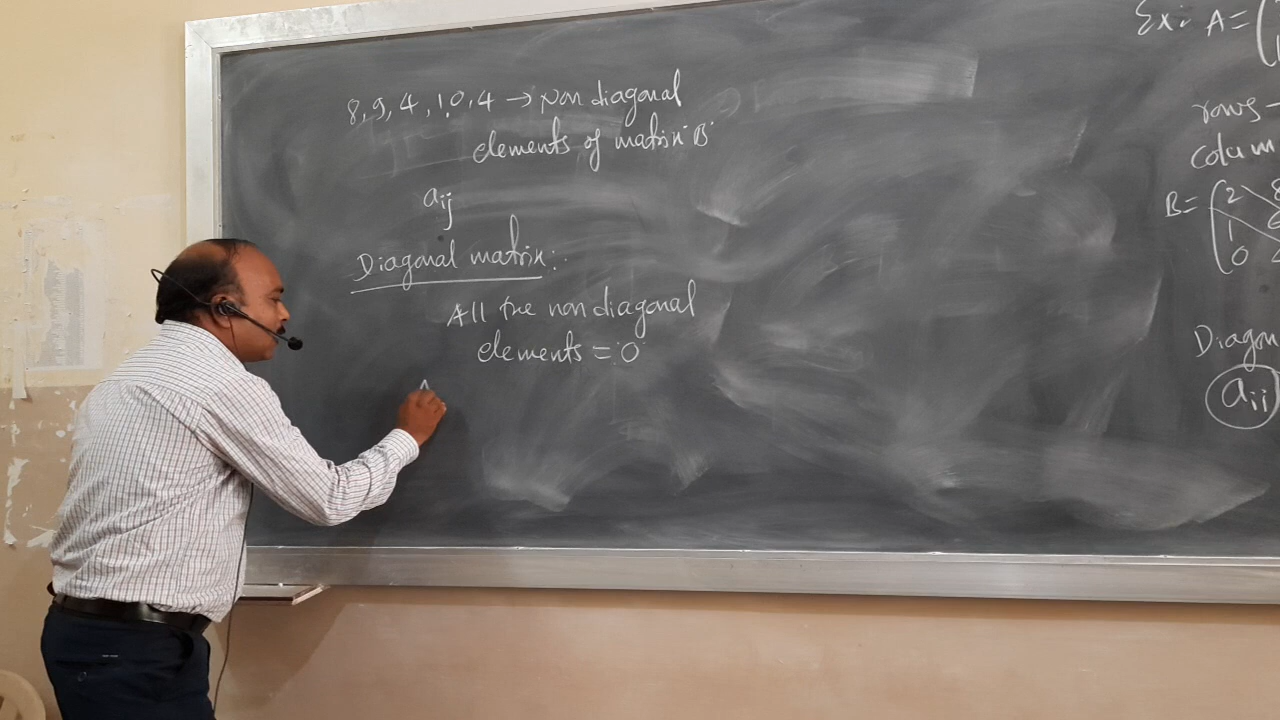 8, 9, 4, 1, 0, 4 → non diagonal
elements of matrix B
aij
Diagonal matrix:
All the non diagonal
elements = 0
Ex: A = (
rows
B = ( 2 8
1
0
Diagon
aii